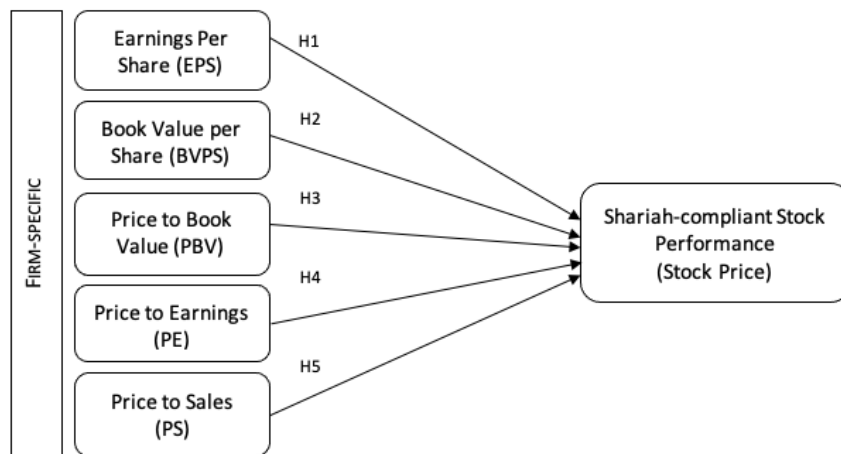 FIRM-SPECIFIC
Earnings Per
Share (EPS)
H1
Book Value per
Share (BVPS)
H2
Price to Book
Value (PBV)
H3
Price to Earnings
(PE)
H4
Price to Sales
(PS)
H5
Shariah-compliant Stock
Performance
(Stock Price)